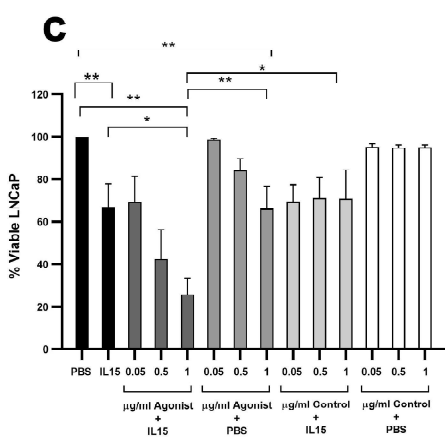 C
**
*
**
**
**
*
120
100
80
60
40
20
0
% Viable LNCaP
PBS IL15 0.05 0.5 1 0.05 0.5 1 0.05 0.5 1 0.05 0.5 1
µg/ml Agonist µg/ml Agonist µg/ml Control µg/ml Control
+ + + +
IL15 PBS IL15 PBS